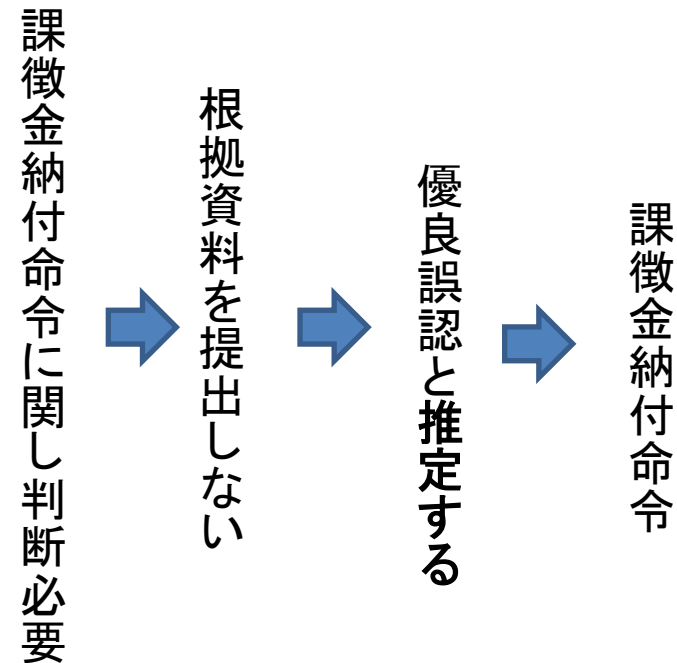 課徴金納付命令に関し判断必要
根拠資料を提出しない
優良誤認と推定する
課徴金納付命令